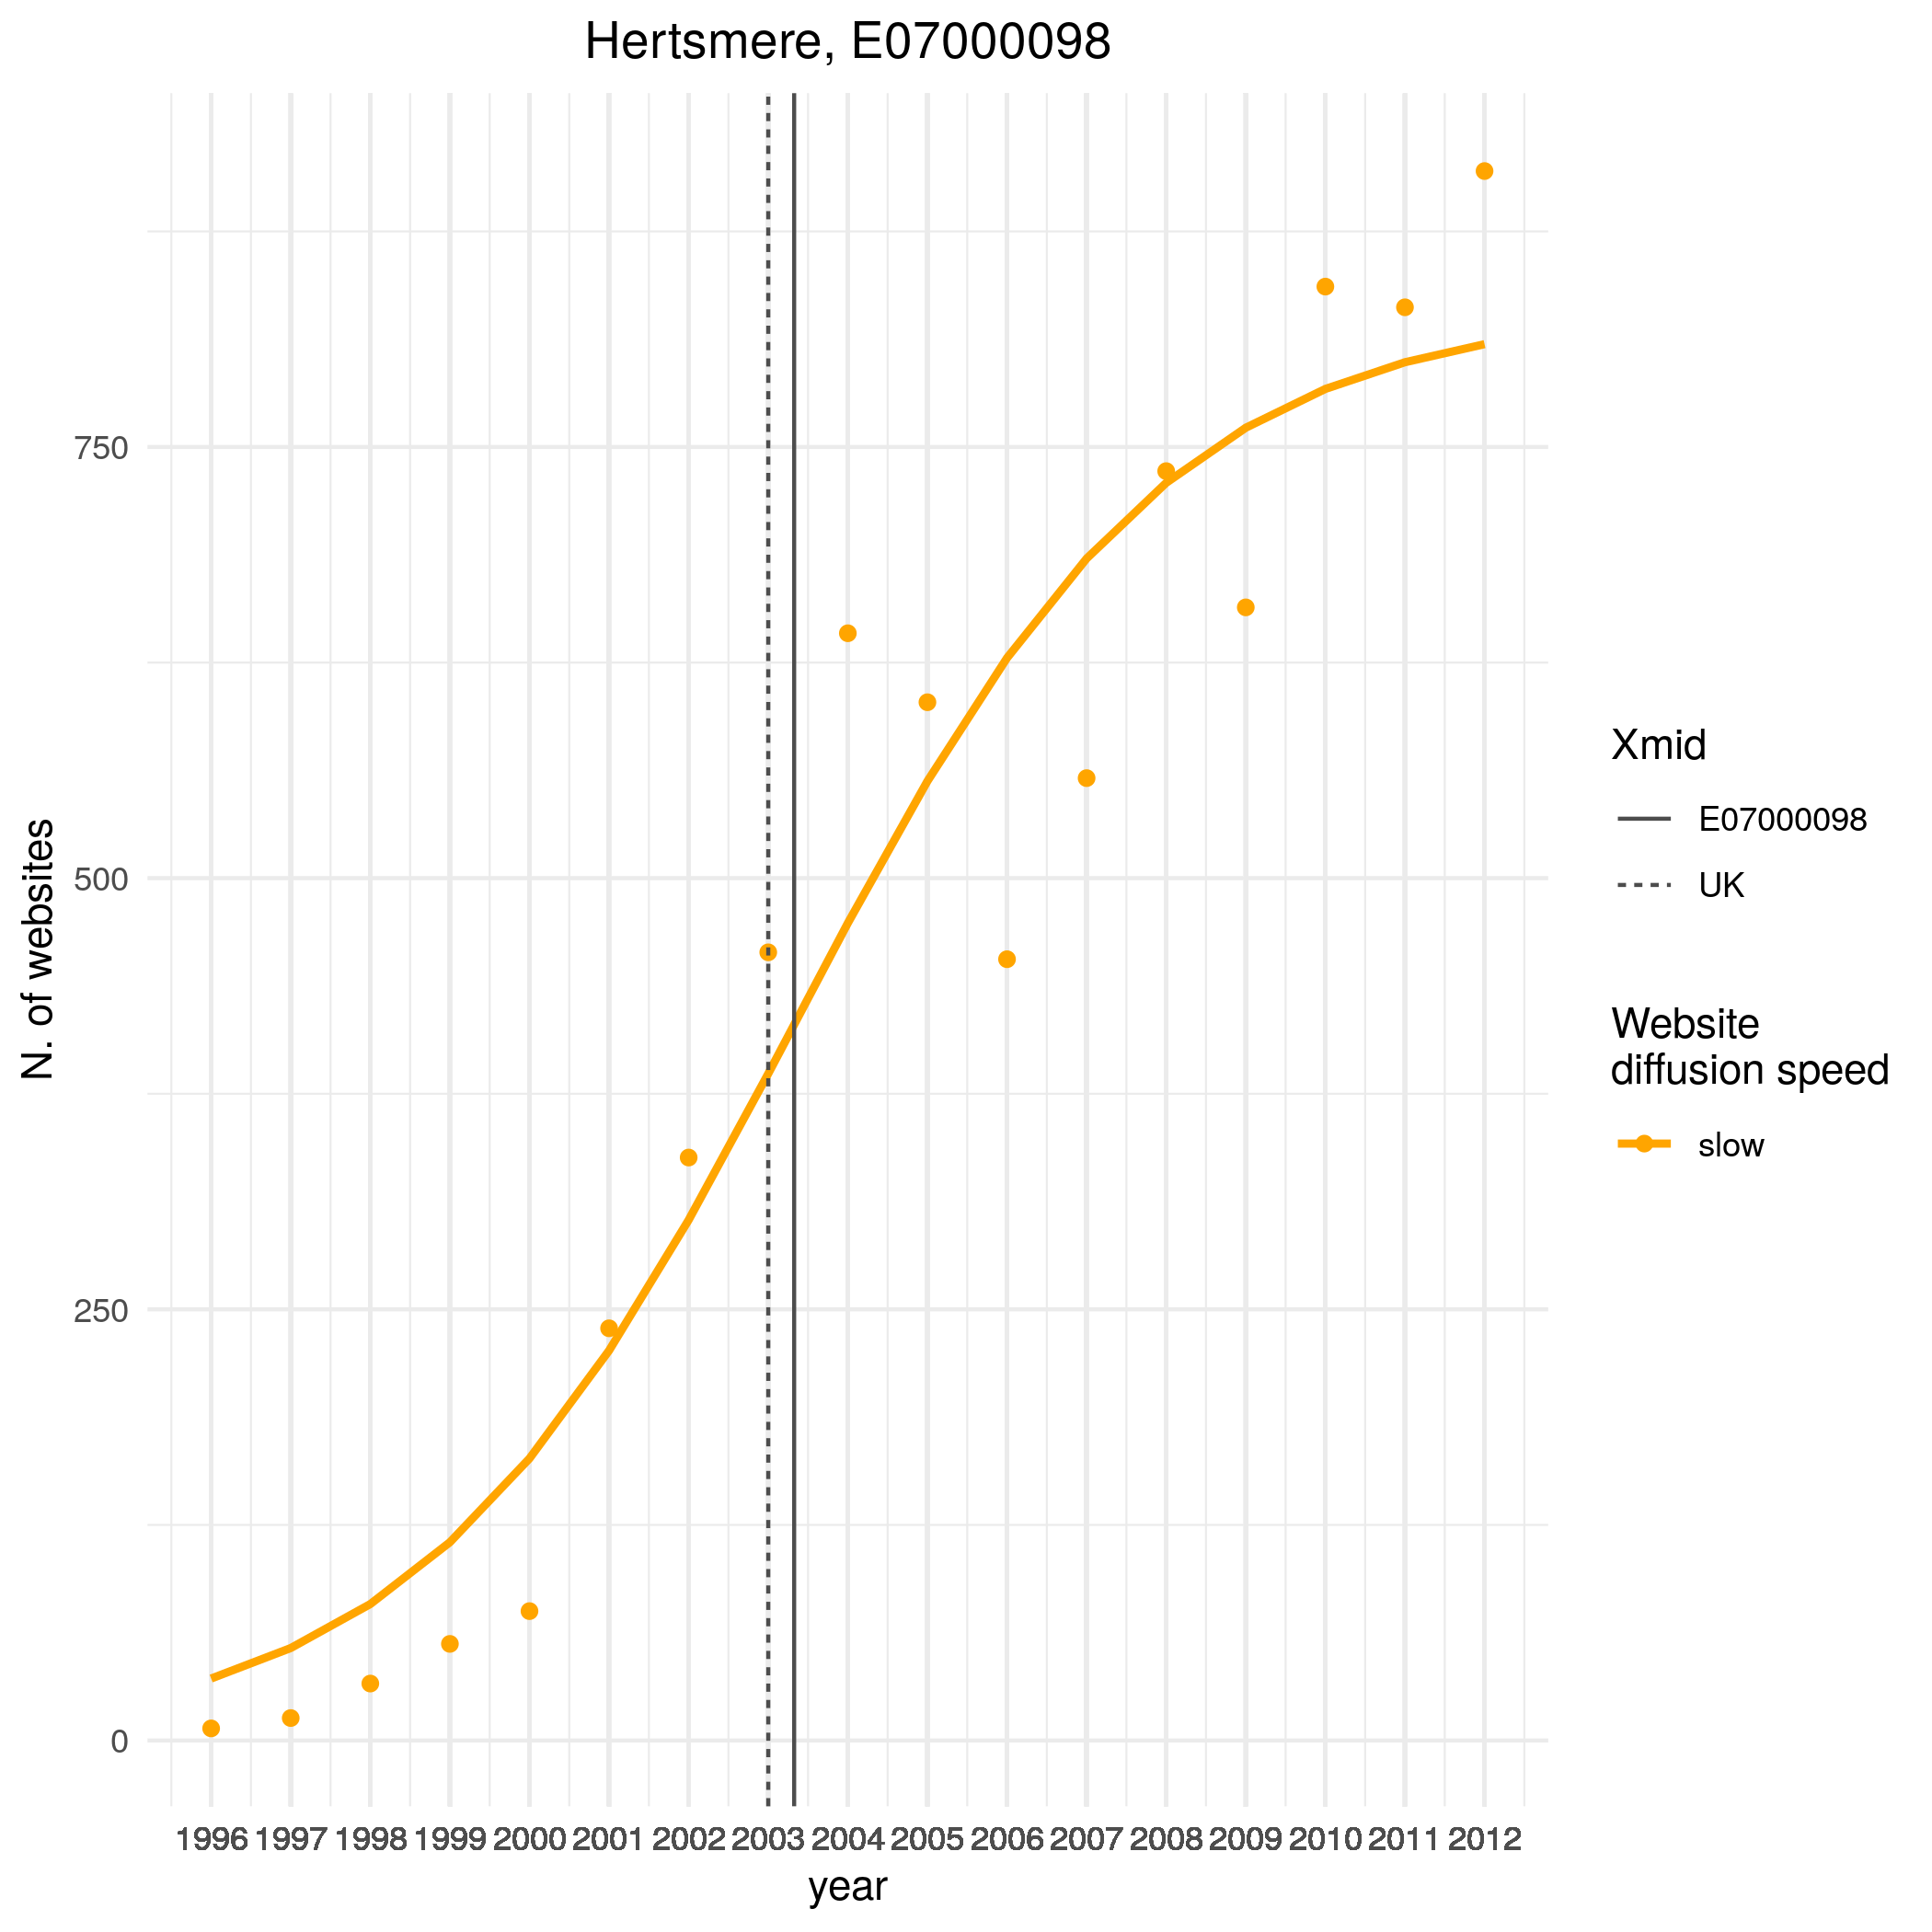 Hertsmere, E07000098
N. of websites
750
500
250
0
1996 1997 1998 1999 2000 2001 2002 2003 2004 2005 2006 2007 2008 2009 2010 2011 2012
year
Xmid
E07000098
UK
Website
diffusion speed
slow